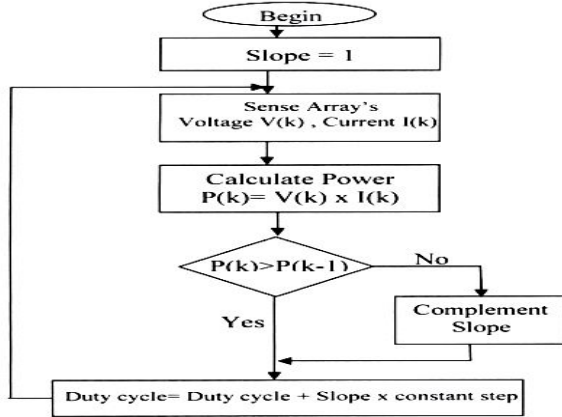 Begin
Slope = 1
Sense Array's
Voltage V(k) , Current I(k)
Calculate Power
P(k)= V(k) x I(k)
P(k)>P(k-1)
No
Yes
Complement
Slope
Duty cycle= Duty cycle + Slope x constant step